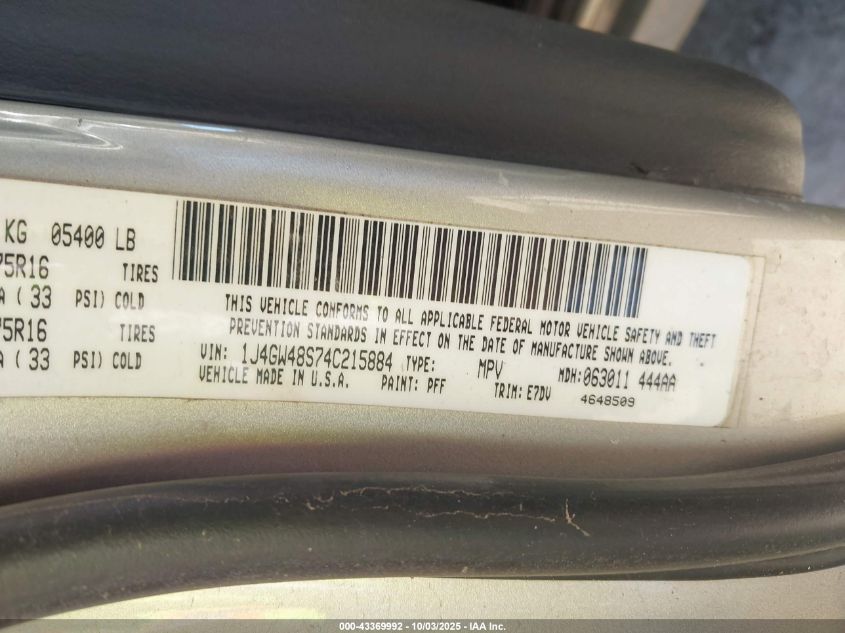 KG 05400 LB
75R16 TIRES
A ( 33 PSI) COLD
75R16 TIRES
A ( 33 PSI) COLD
THIS VEHICLE CONFORMS TO ALL APPLICABLE FEDERAL MOTOR VEHICLE SAFETY AND THEFT
PREVENTION STANDARDS IN EFFECT ON THE DATE OF MANUFACTURE SHOWN ABOVE.
VIN: 1J4GW48S74C215884 TYPE: MPV MDH:063011 444AA
VEHICLE MADE IN U.S.A. PAINT: PFF TRIM: E7DV 4648509
000-43369992 - 10/03/2025 - IAA Inc.